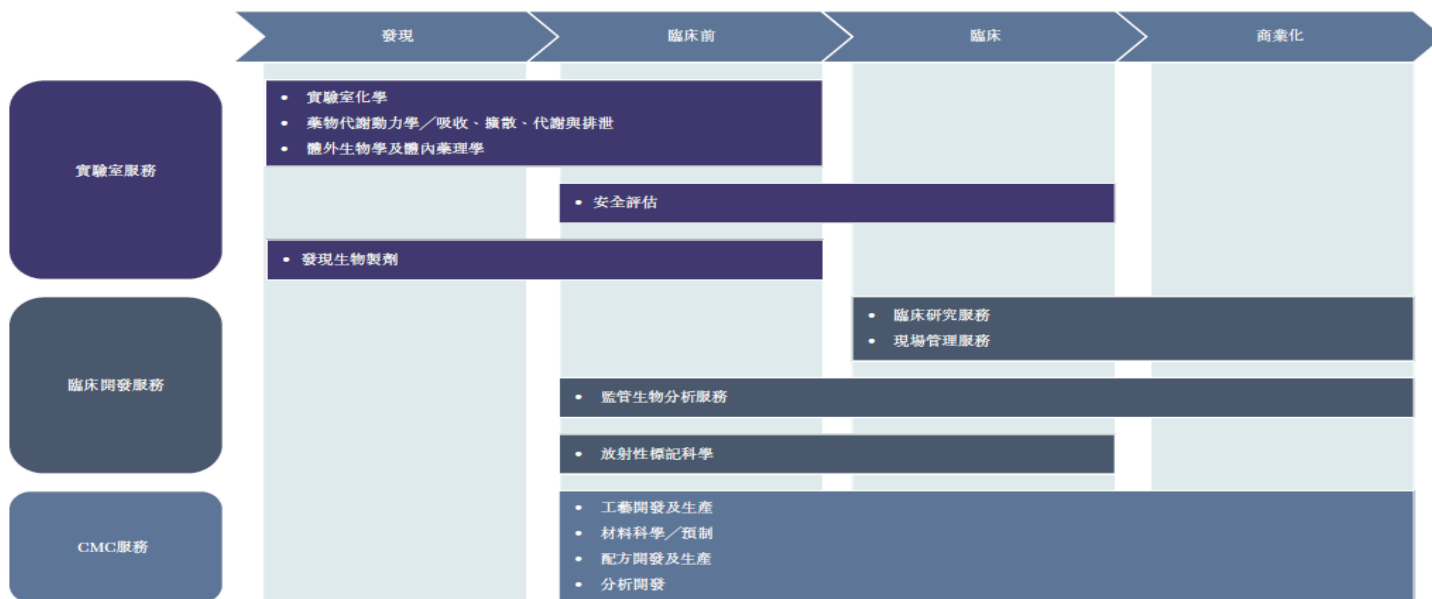 發現
臨床前
臨床
商業化
實驗室服務
• 實驗室化學
• 藥物代謝動力學／吸收、擴散、代謝與排泄
• 體外生物學及體內藥理學
• 安全評估
• 發現生物製劑
臨床開發服務
• 臨床研究服務
• 現場管理服務
• 監管生物分析服務
• 放射性標記科學
CMC服務
• 工藝開發及生產
• 材料科學／預制
• 配方開發及生產
• 分析開發